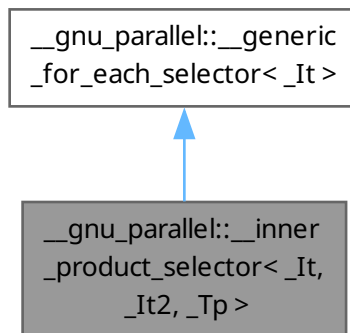 __gnu_parallel::__generic
_for_each_selector< _It >
__gnu_parallel::__inner
_product_selector< _It,
_It2, _Tp >